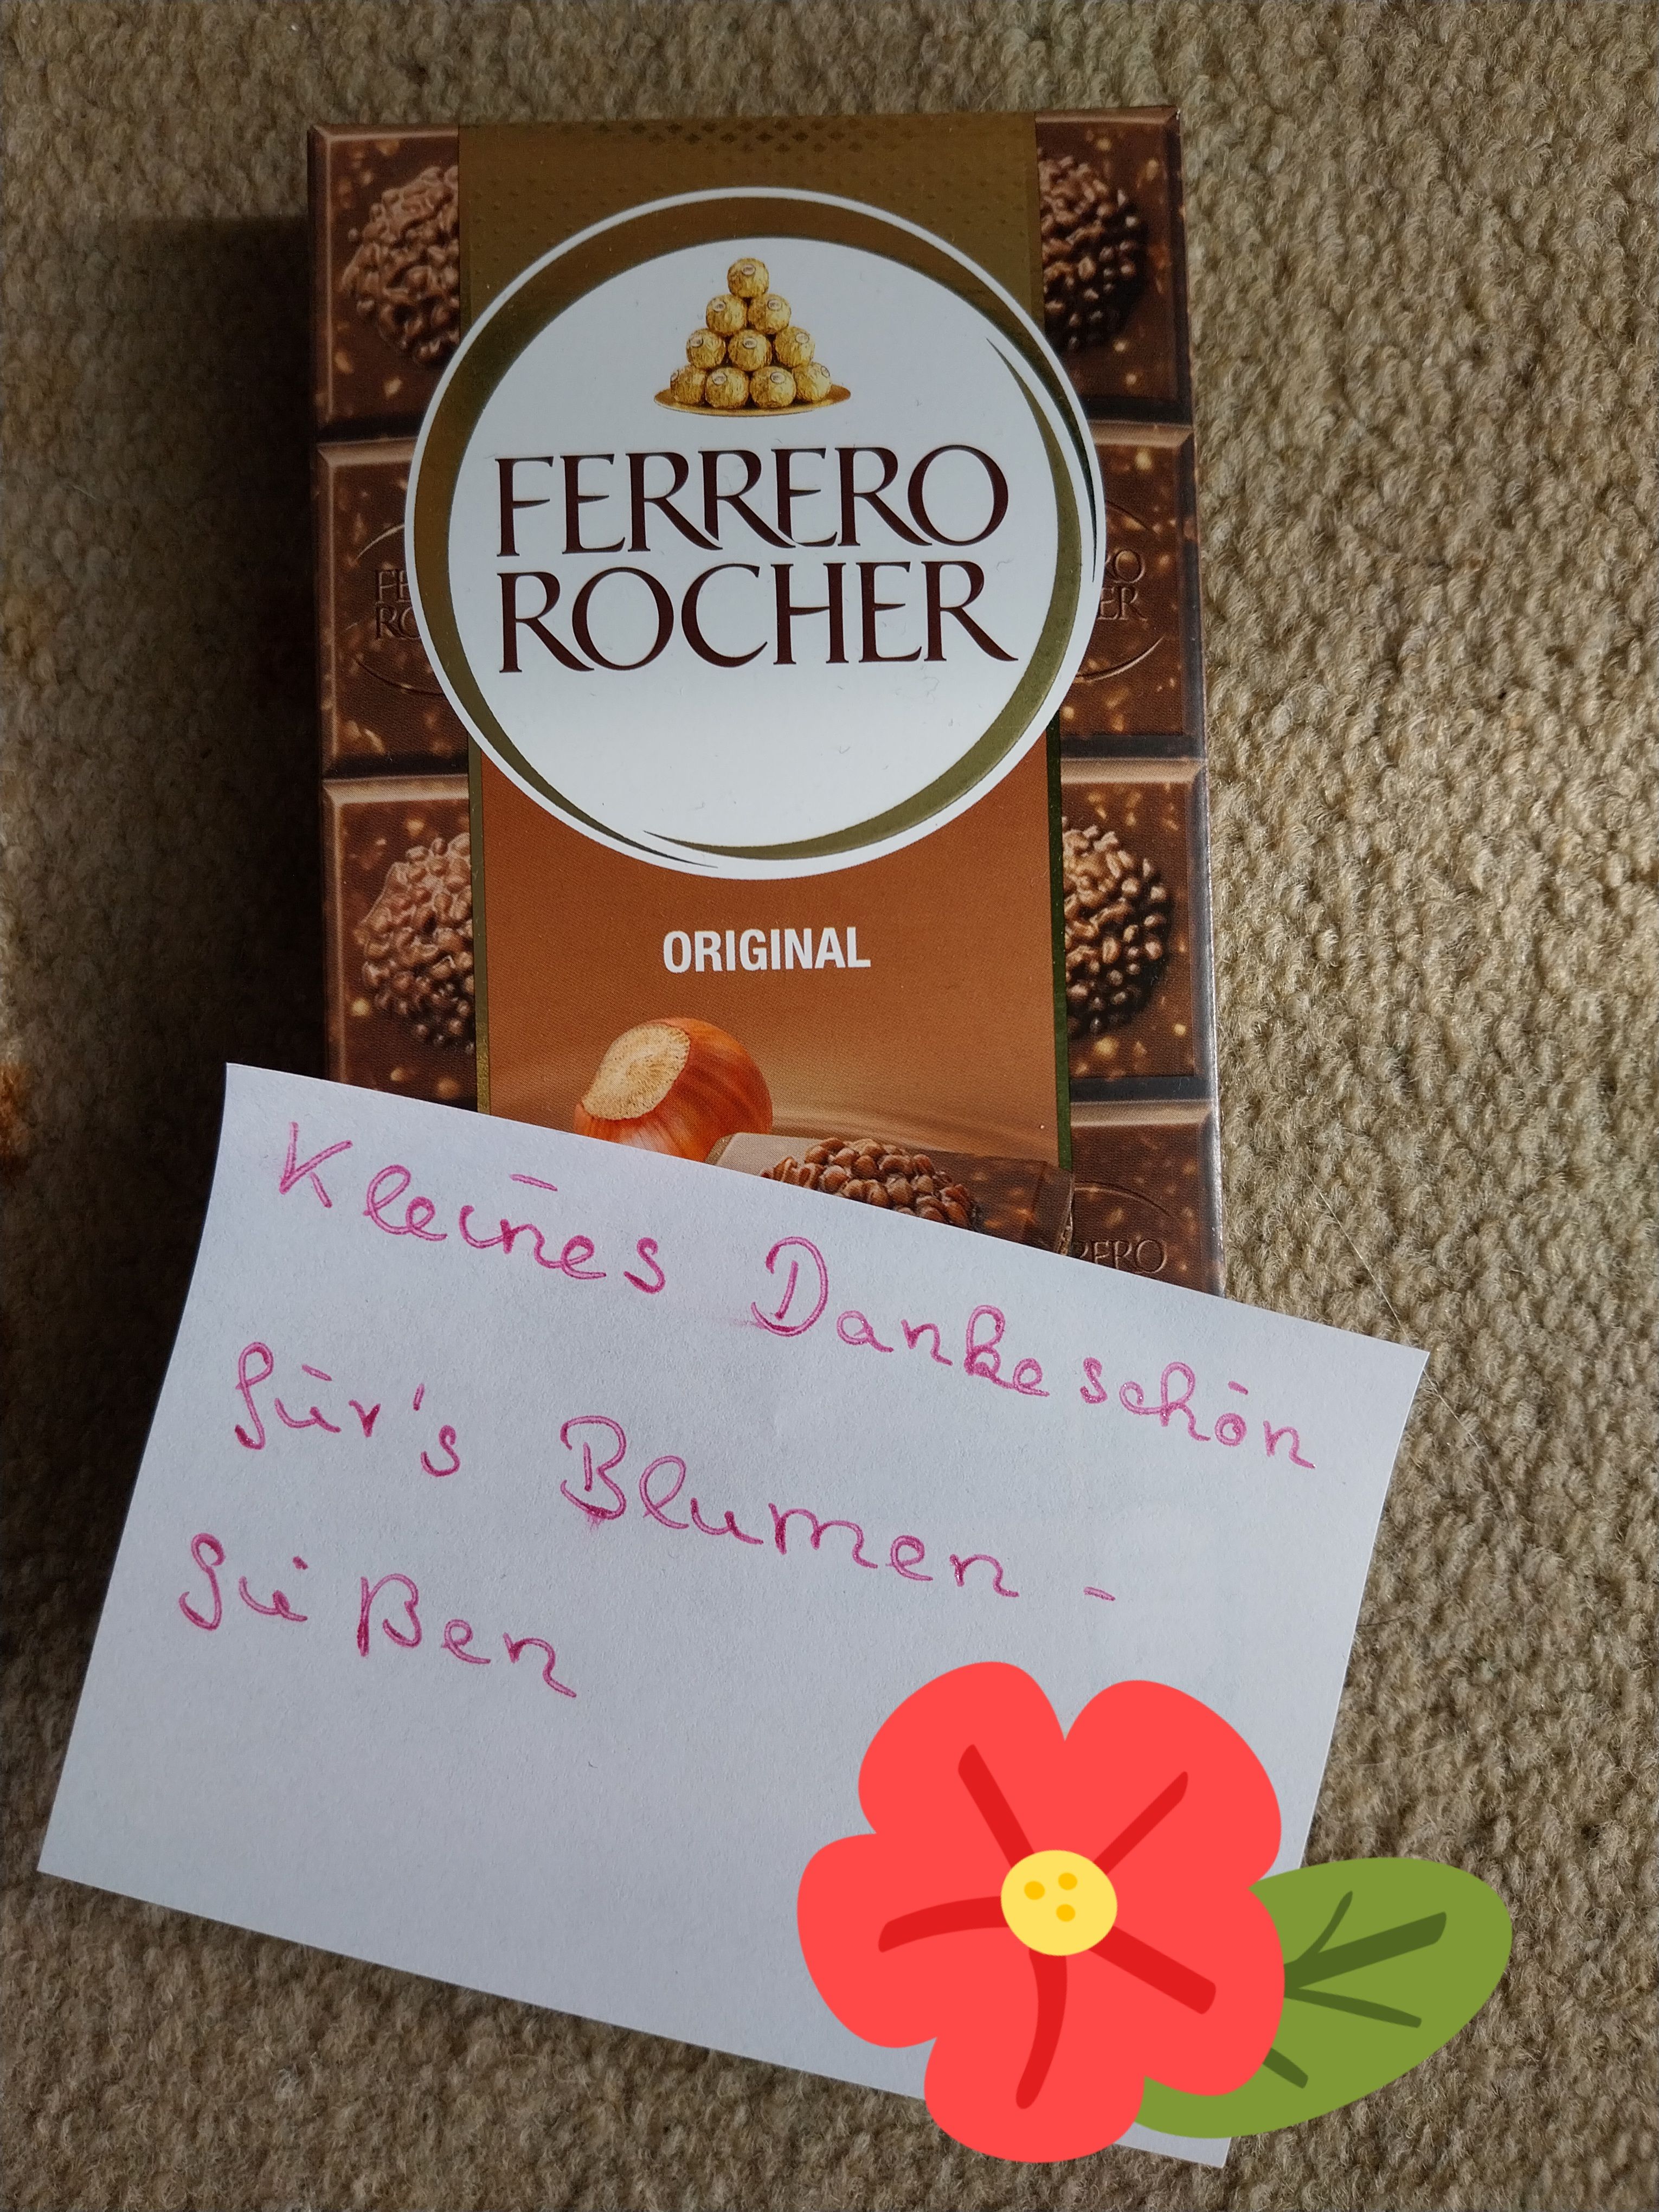 FERRERO
ROCHER
ORIGINAL
Kleines Dankeschön
für's Blumen-
gießen